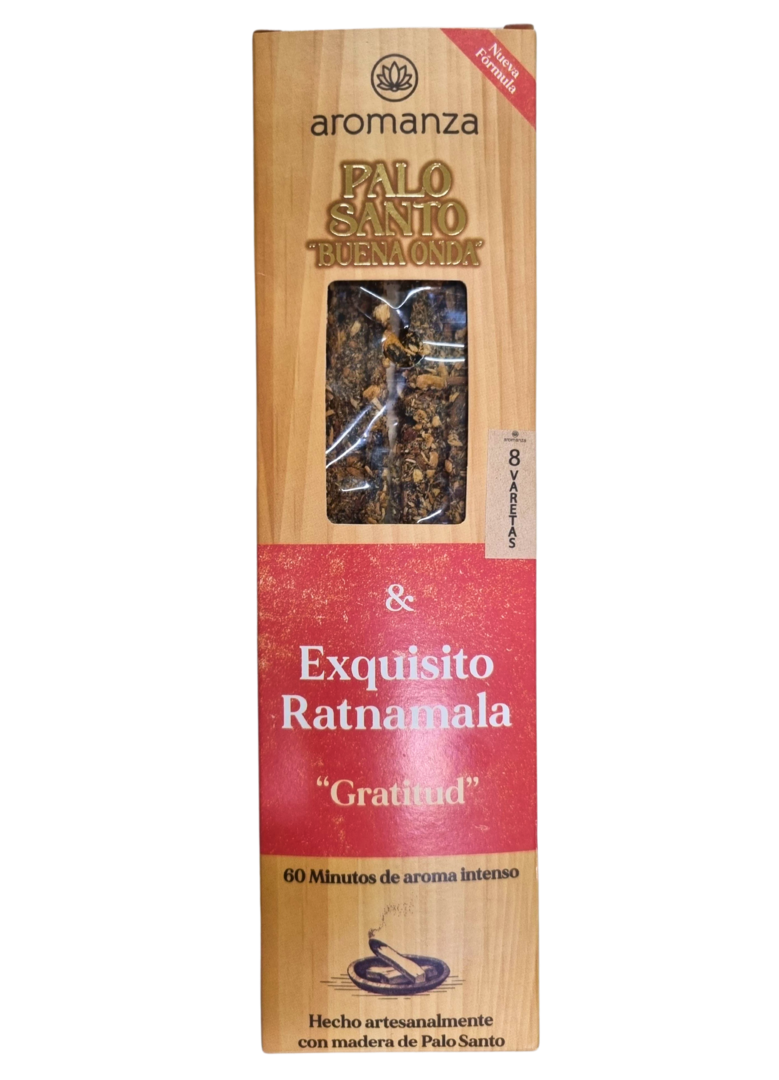 Nueva
Fórmula
aromanza
PALO
SANTO
"BUENA ONDA"
aromanza
8
VARETAS
&
Exquisito
Ratnamala
“Gratitud”
60 Minutos de aroma intenso
Hecho artesanalmente
con madera de Palo Santo